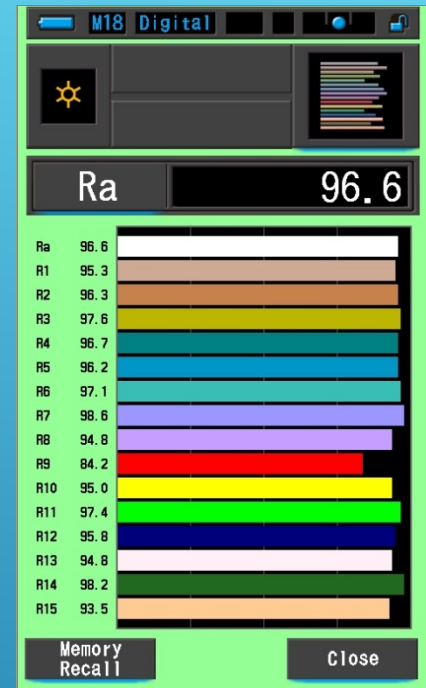 M18 Digital
Ra 96.6
Ra 96.6
R1 95.3
R2 96.3
R3 97.6
R4 96.7
R5 96.2
R6 97.1
R7 98.6
R8 94.8
R9 84.2
R10 95.0
R11 97.4
R12 95.8
R13 94.8
R14 98.2
R15 93.5
Memory
Recall
Close